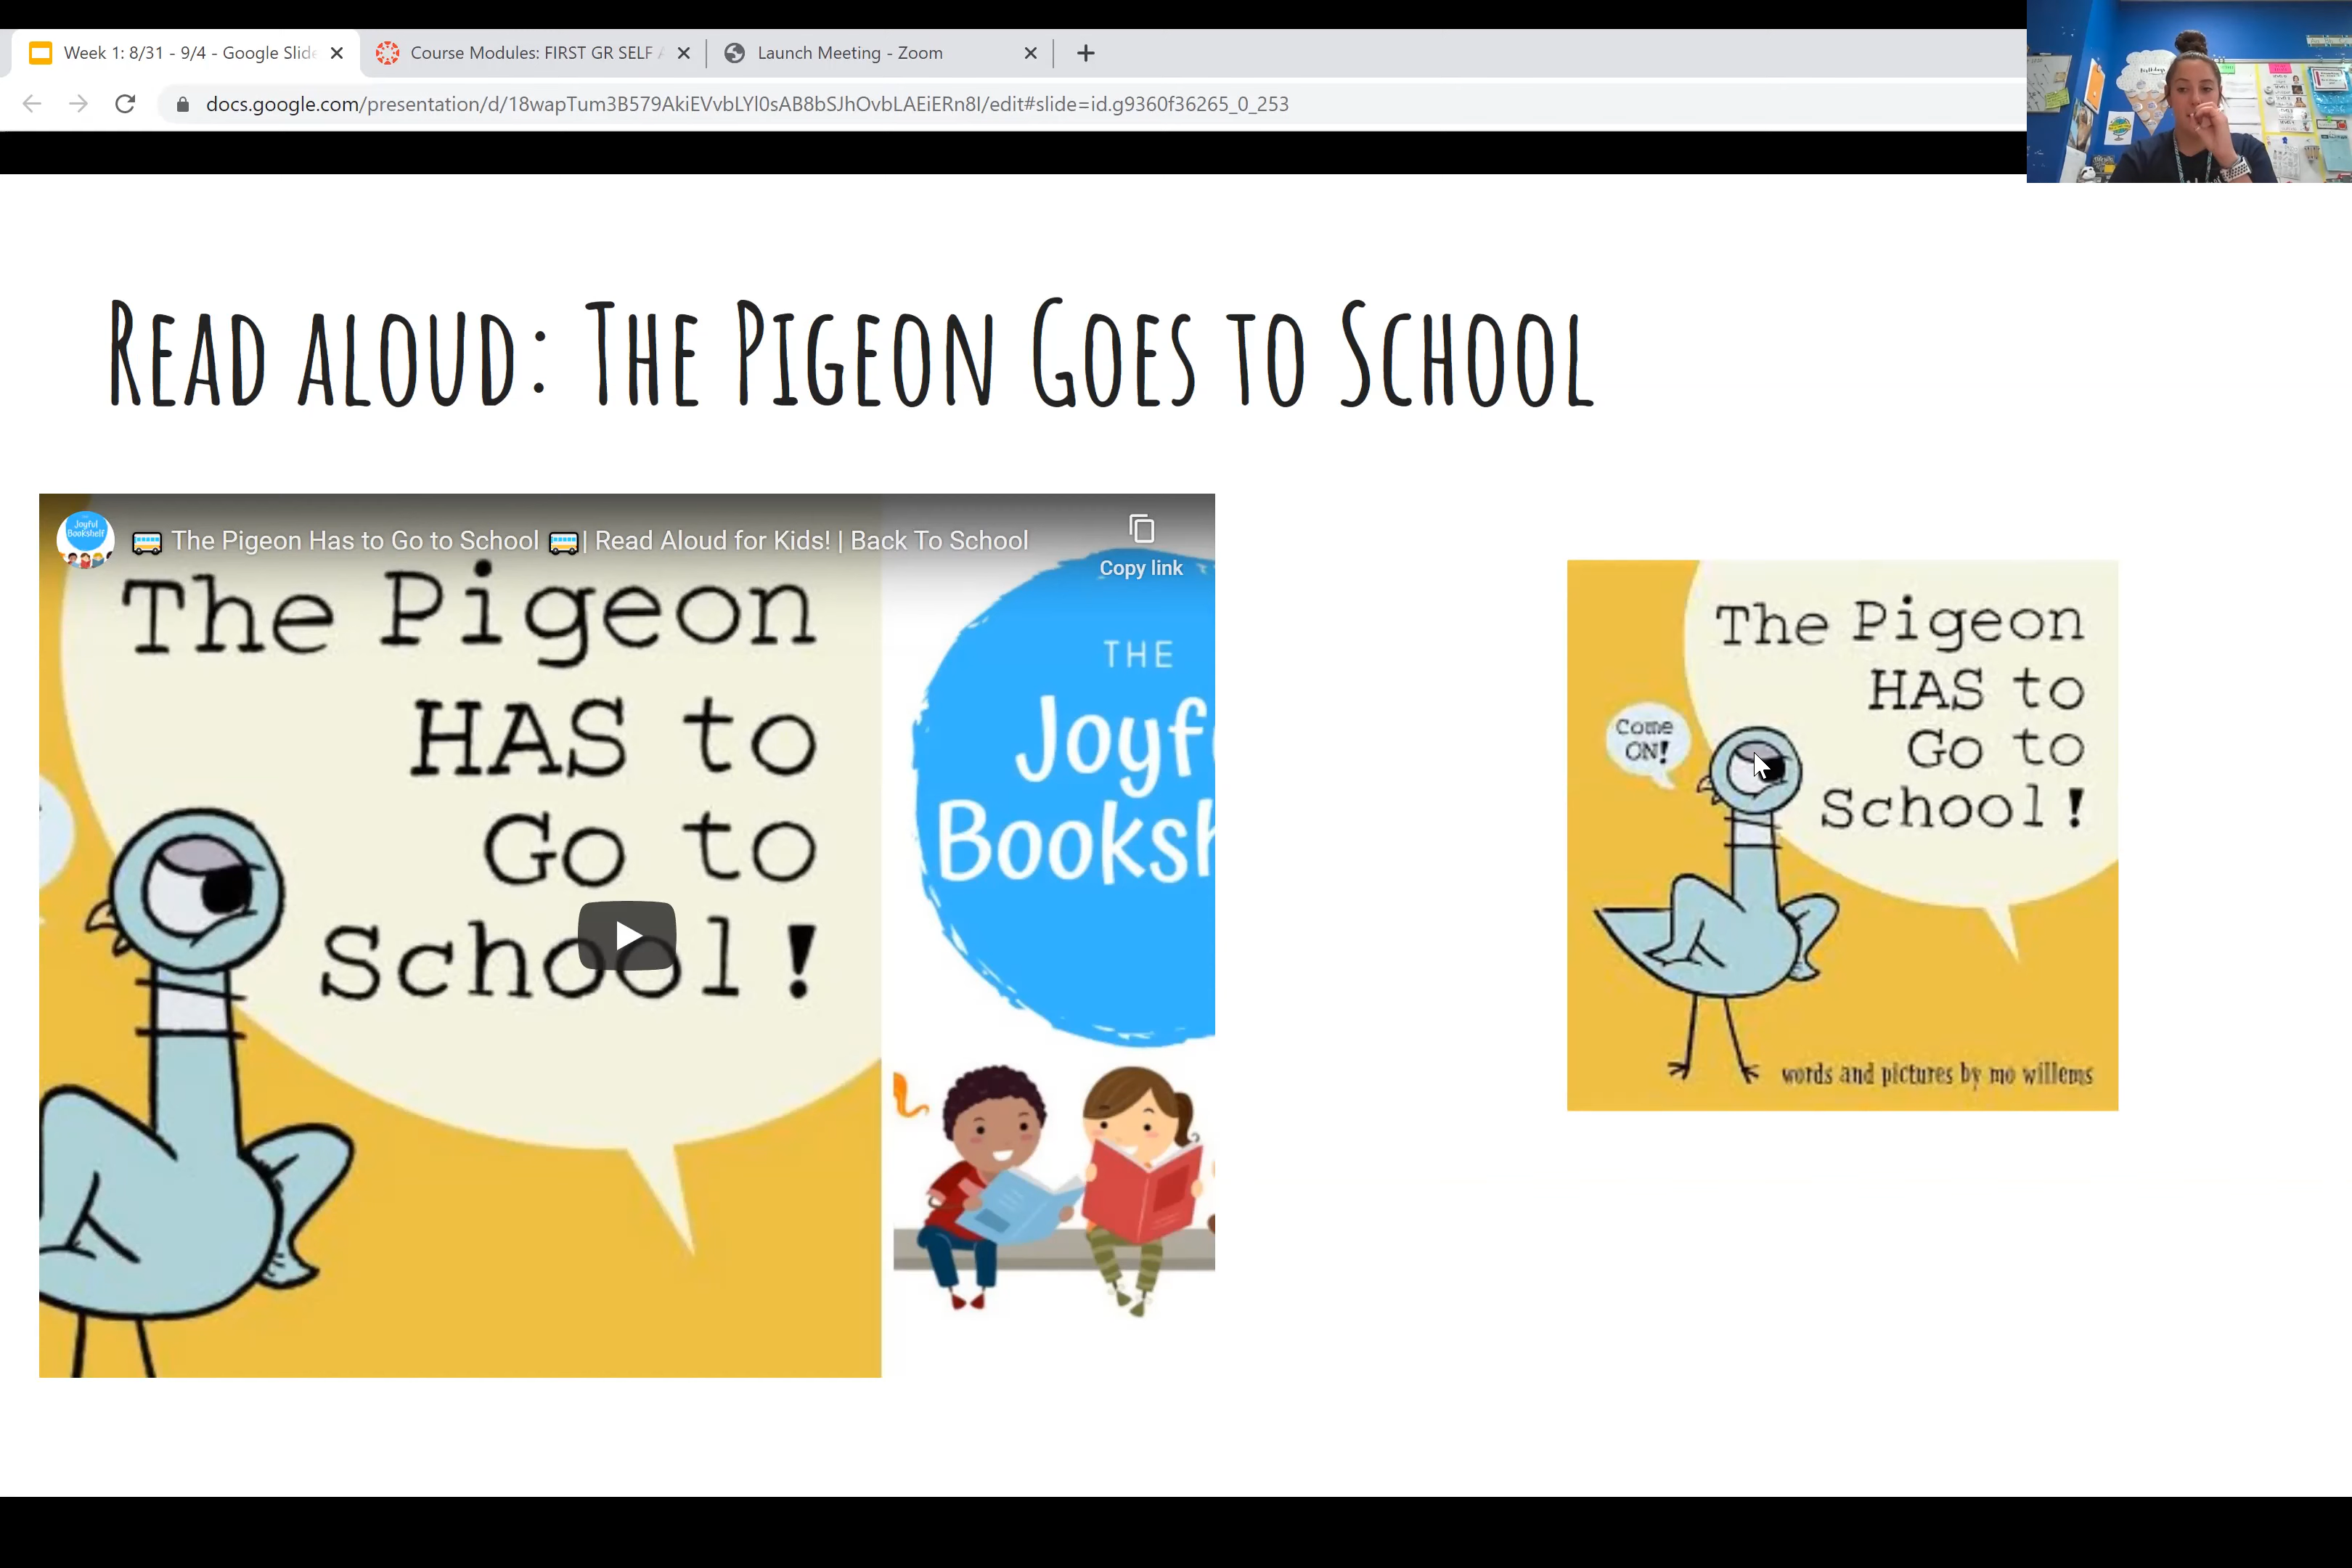 Week 1: 8/31 - 9/4 - Google Slide
Course Modules: FIRST GR SELF
Launch Meeting - Zoom
docs.google.com/presentation/d/18wapTum3B579AkiEVvbLYl0sAB8bSJhOvbLAEiERn8I/edit#slide=id.g9360f36265_0_253
READ ALOUD: THE PIGEON GOES TO SCHOOL
Joyful
Bookshelf
The Pigeon Has to Go to School | Read Aloud for Kids! | Back To School
Copy link
The Pigeon
HAS to
Go to
School!
THE
Joyf
Booksh
The Pigeon
HAS to
Go to
School!
Come
ON!
words and pictures by mo willems